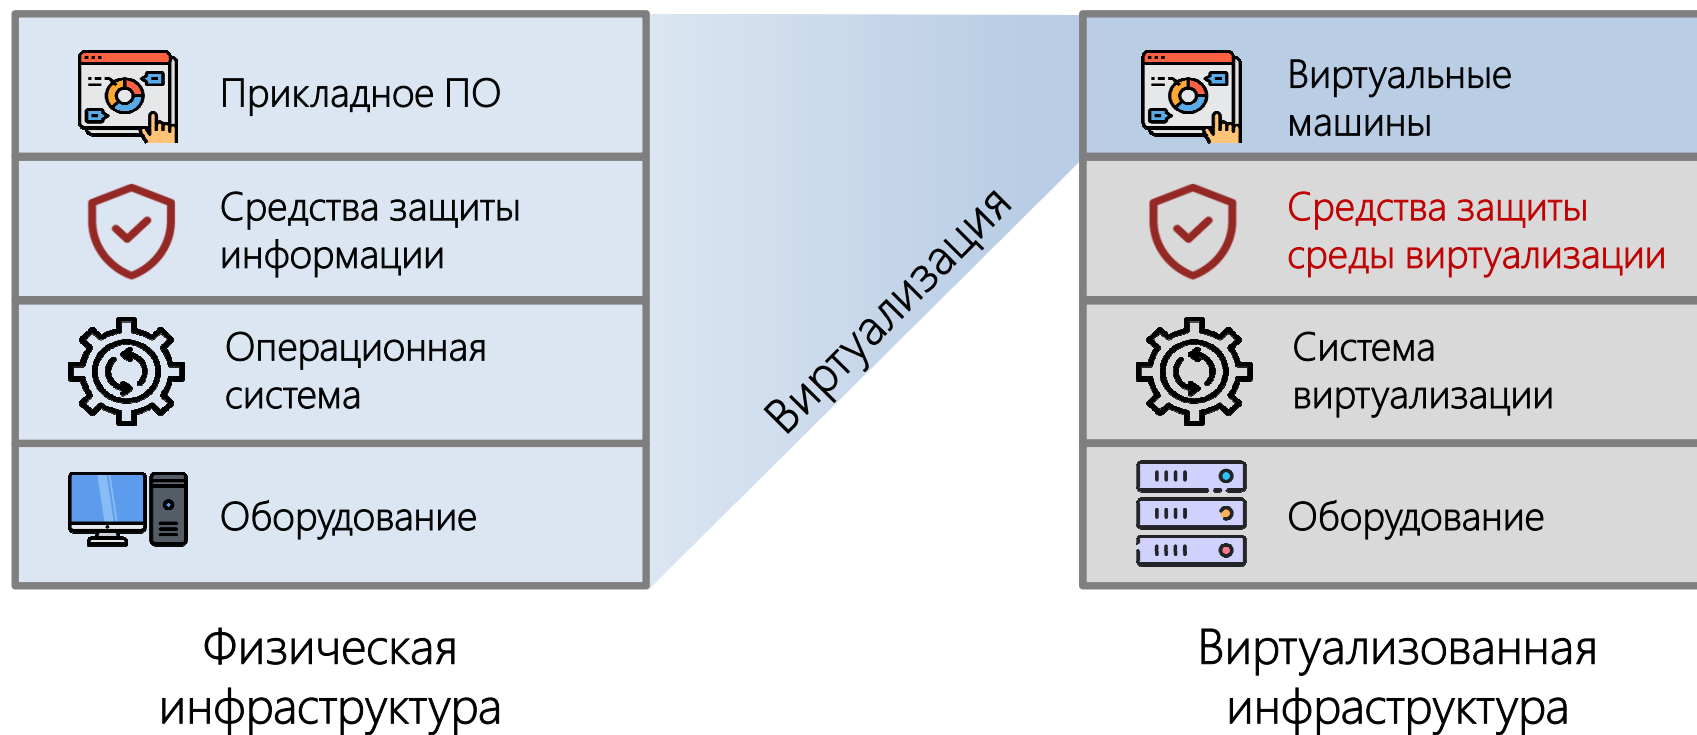 Прикладное ПО
Средства защиты
информации
Операционная
система
Оборудование
Физическая
инфраструктура
Виртуализация
Виртуальные
машины
Средства защиты
среды виртуализации
Система
виртуализации
Оборудование
Виртуализованная
инфраструктура